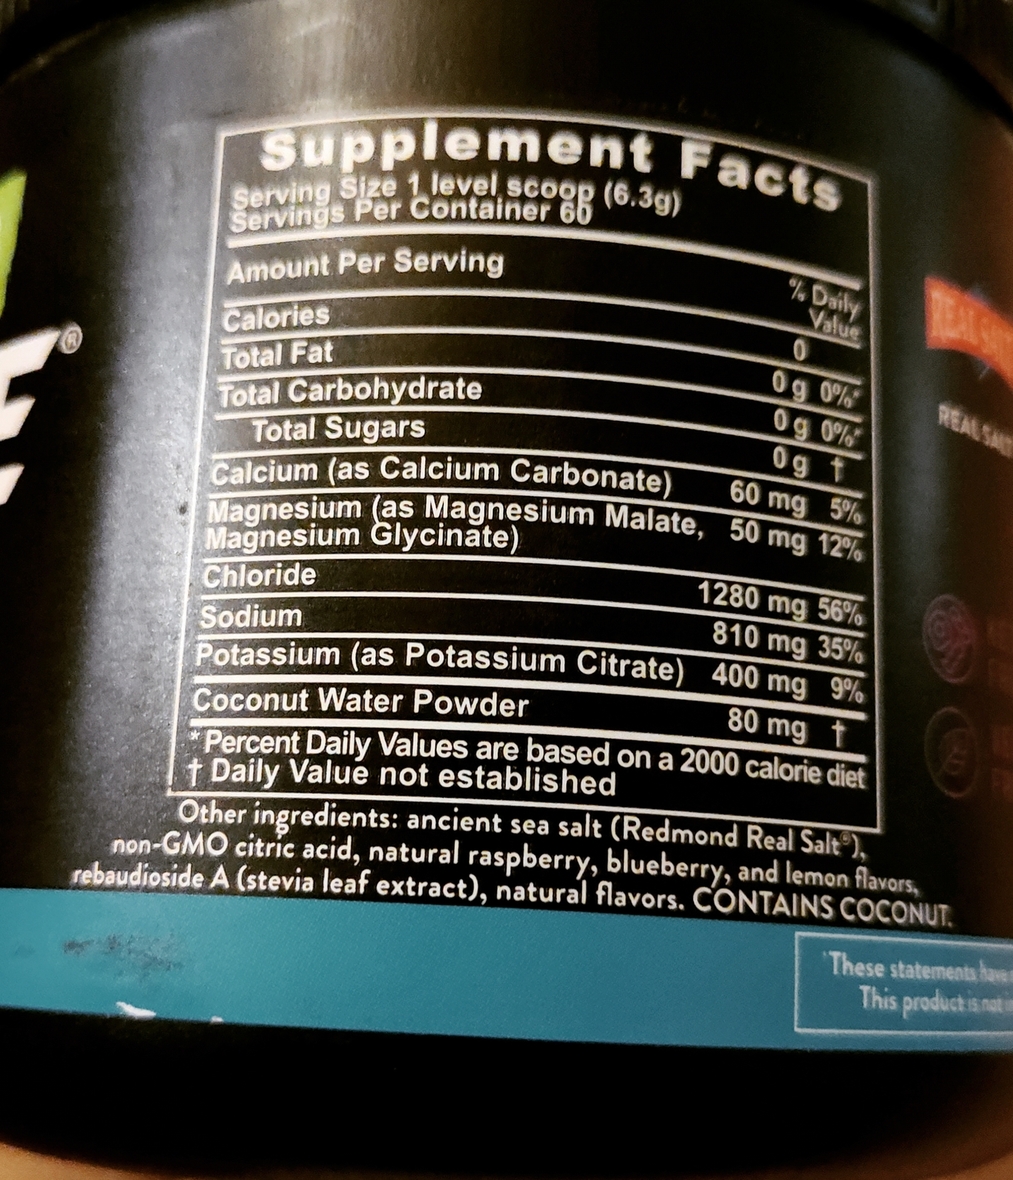 Supplement Facts
Serving Size 1 level scoop (6.3g)
Servings Per Container 60
Amount Per Serving
% Daily
Value
Calories 0
Total Fat 0 g 0%*
Total Carbohydrate 0 g 0%*
Total Sugars 0 g †
Calcium (as Calcium Carbonate) 60 mg 5%
Magnesium (as Magnesium Malate, 50 mg 12%
Magnesium Glycinate)
Chloride 1280 mg 56%
Sodium 810 mg 35%
Potassium (as Potassium Citrate) 400 mg 9%
Coconut Water Powder 80 mg †
* Percent Daily Values are based on a 2000 calorie diet
† Daily Value not established
Other ingredients: ancient sea salt (Redmond Real Salt®),
non-GMO citric acid, natural raspberry, blueberry, and lemon flavors,
rebaudioside A (stevia leaf extract), natural flavors. CONTAINS COCONUT.
®
REAL
REAL
These statements have
This product is not